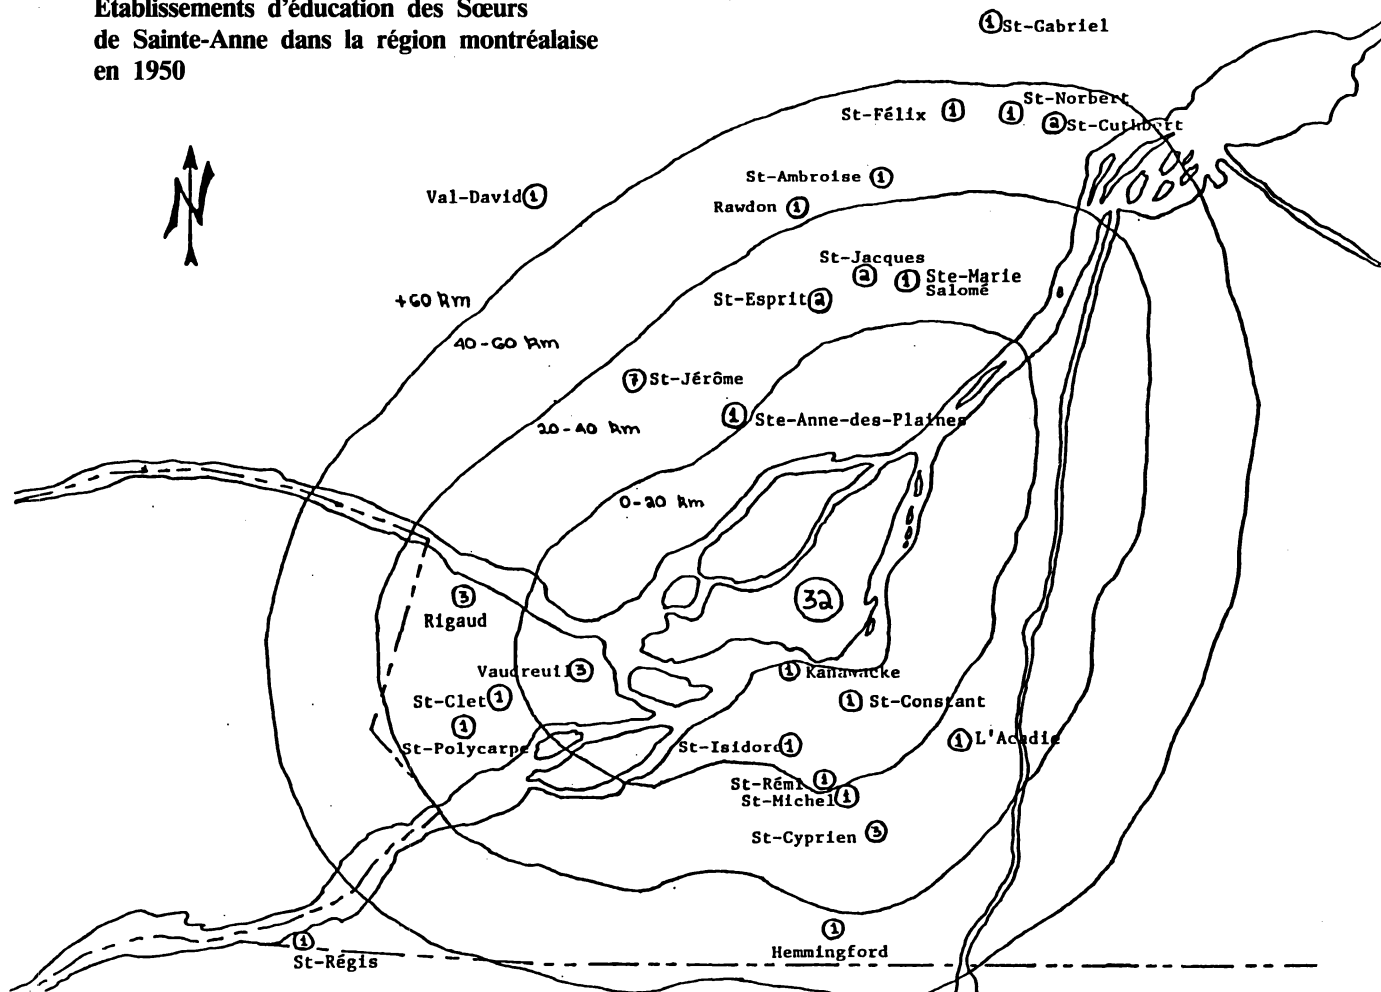 Etablissements d'éducation des Sœurs
de Sainte-Anne dans la région montréalaise
en 1950
1 St-Gabriel
St-Félix 1
1 St-Norbert
2 St-Cuthbert
N
Val-David 1
St-Ambroise 1
Rawdon 1
St-Jacques
2
1 Ste-Marie
Salomé
St-Esprit 2
+60 km
40-60 km
7 St-Jérôme
1 Ste-Anne-des-Plaines
20-40 km
0-20 km
32
3
Rigaud
Vaudreuil 3
1 Kanawacke
St-Clet 1
1 St-Constant
1
St-Polycarpe
St-Isidore 1
1 L'Acadie
St-Rémi 1
St-Michel 1
St-Cyprien 3
1
Hemmingford
1
St-Régis